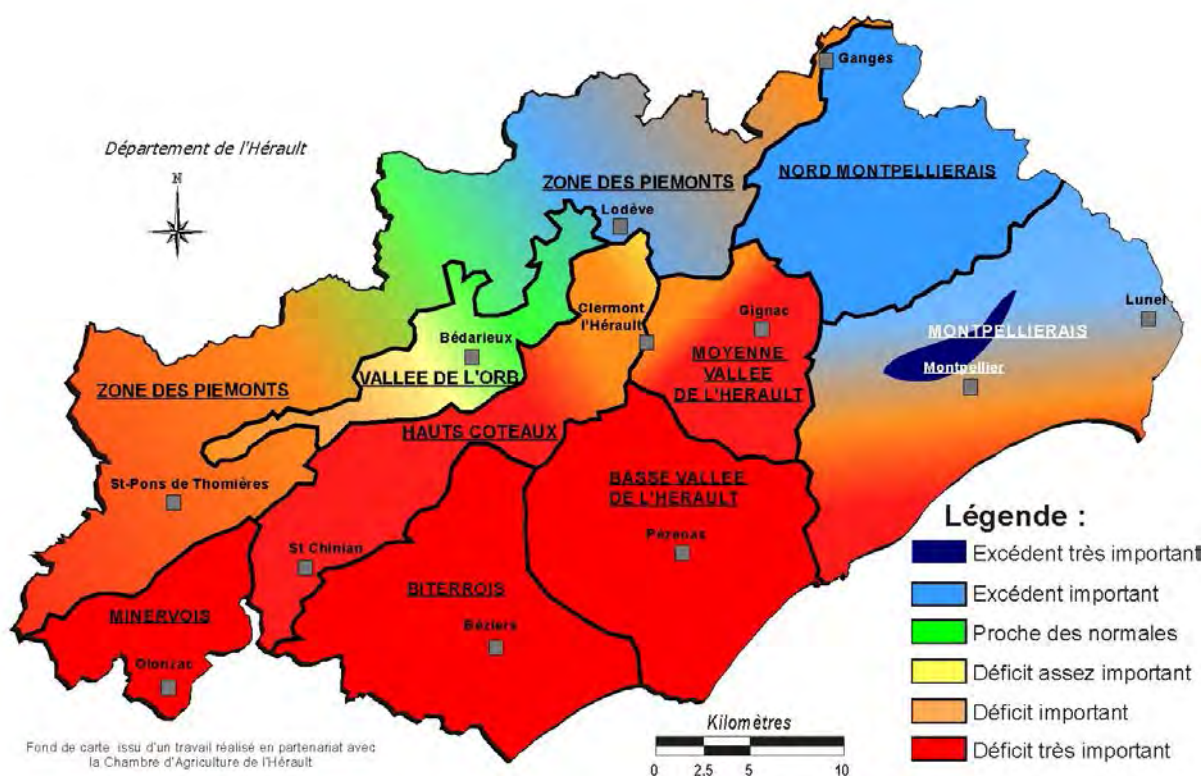 Ganges
Département de l'Hérault
N
NORD MONTPELLIERAIS
ZONE DES PIEMONTS
Lodève
Lunel
Clermont
l'Hérault
Gignac
MONTPELLIERAIS
Bédarieux
MOYENNE
VALLEE
DE L'HERAULT
Montpellier
VALLEE DE L'ORB
ZONE DES PIEMONTS
HAUTS COTEAUX
BASSE VALLEE
DE L'HERAULT
St-Pons de Thomières
Pézenas
St Chinian
BITERROIS
MINERVOIS
Béziers
Olonzac
Légende :
Excédent très important
Excédent important
Proche des normales
Déficit assez important
Déficit important
Déficit très important
Kilomètres
0 2.5 5 10
Fond de carte issu d'un travail réalisé en partenariat avec
la Chambre d'Agriculture de l'Hérault